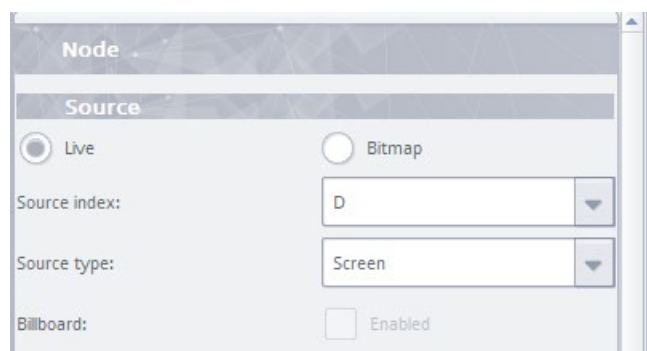 Node
Source
Live Bitmap
Source index: D
Source type: Screen
Billboard: Enabled